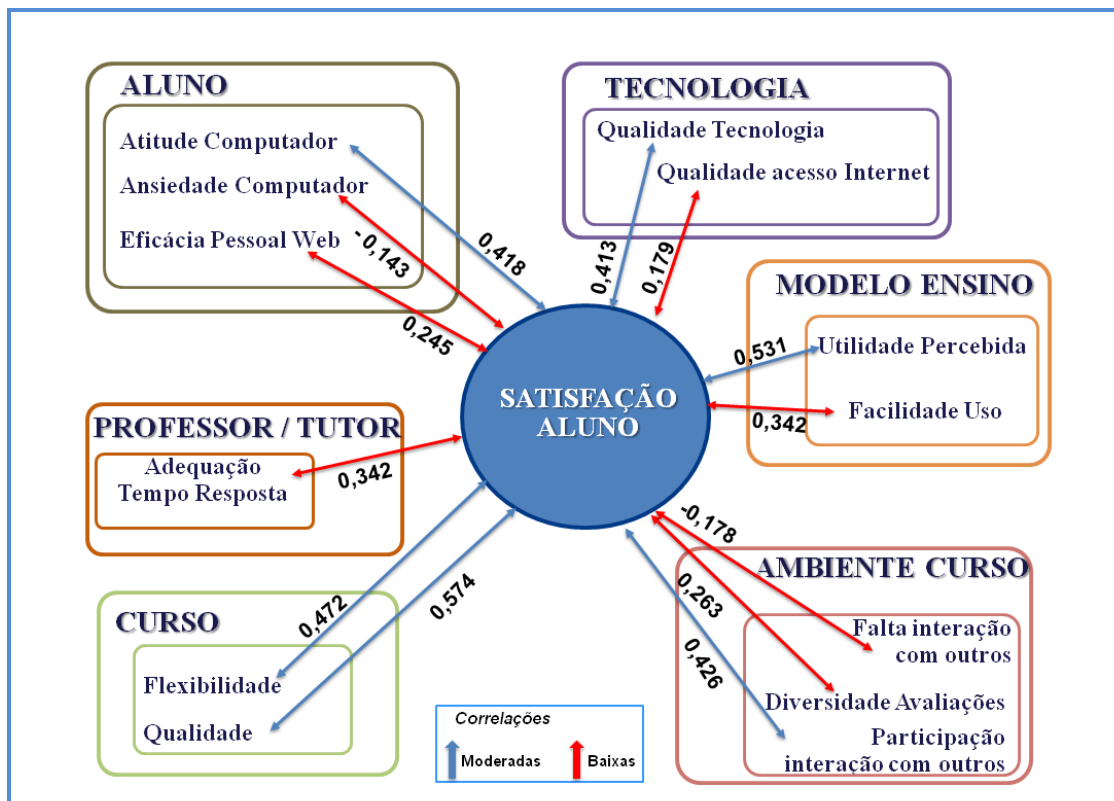 ALUNO
Atitude Computador
Ansiedade Computador
Eficácia Pessoal Web
0,418
- 0,143
0,245
TECNOLOGIA
Qualidade Tecnologia
Qualidade acesso Internet
0,413
0,179
MODELO ENSINO
Utilidade Percebida
Facilidade Uso
0,531
0,342
SATISFAÇÃO
ALUNO
PROFESSOR / TUTOR
Adequação
Tempo Resposta
0,342
CURSO
Flexibilidade
Qualidade
0,472
0,574
AMBIENTE CURSO
Falta interação
com outros
Diversidade Avaliações
Participação
interação com outros
-0,178
0,263
0,426
Correlações
Moderadas
Baixas